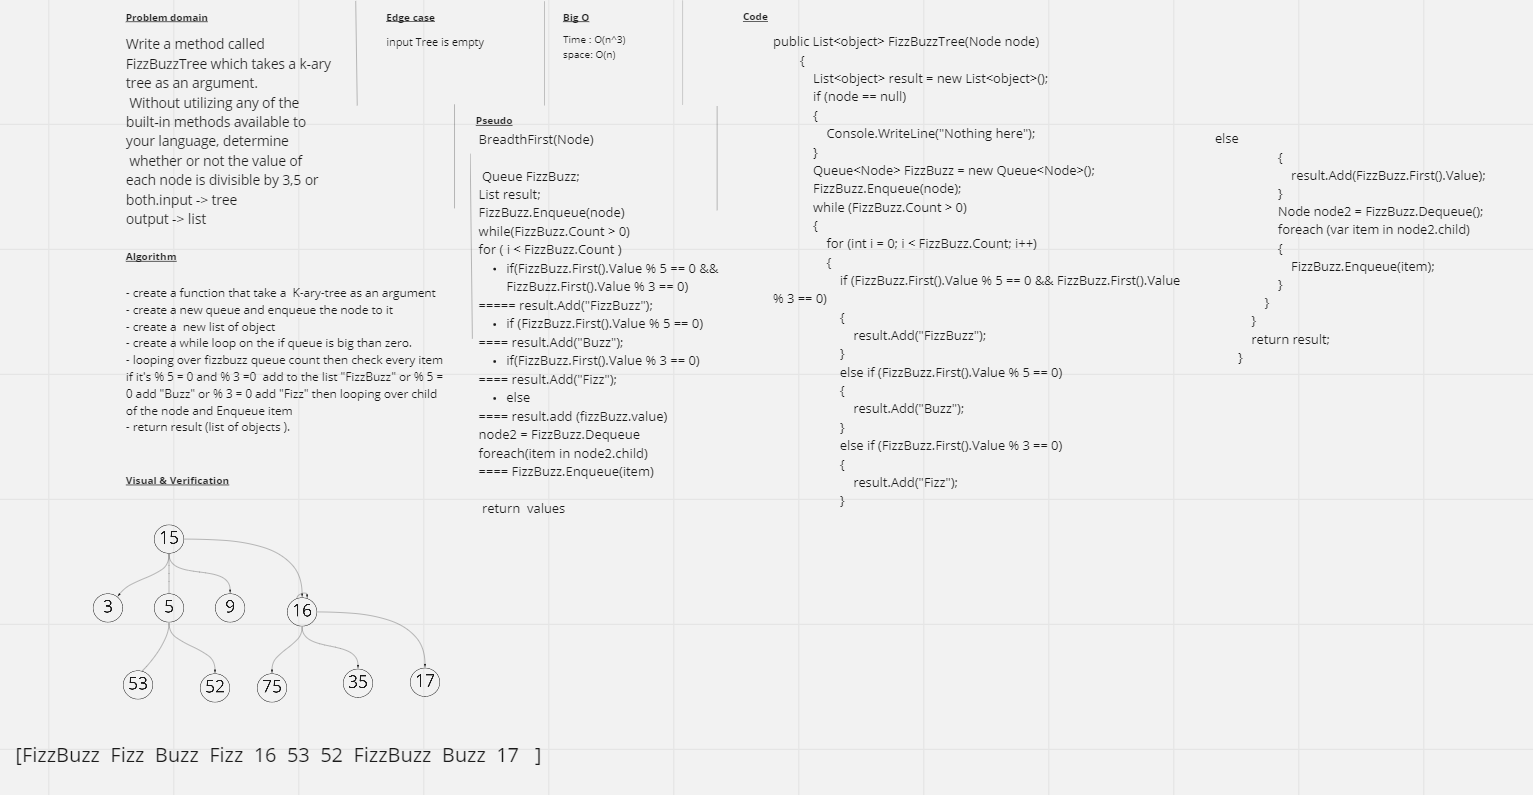 Problem domain
Write a method called
FizzBuzzTree which takes a k-ary
tree as an argument.
Without utilizing any of the
built-in methods available to
your language, determine
whether or not the value of
each node is divisible by 3,5 or
both.input -> tree
output -> list
Algorithm
- create a function that take a K-ary-tree as an argument
- create a new queue and enqueue the node to it
- create a new list of object
- create a while loop on the if queue is big than zero.
- looping over fizzbuzz queue count then check every item
if it's % 5 = 0 and % 3 =0 add to the list "FizzBuzz" or % 5 =
0 add "Buzz" or % 3 = 0 add "Fizz" then looping over child
of the node and Enqueue item
- return result (list of objects ).
Visual & Verification
15
3 5 9 16
53 52 75 35 17
[FizzBuzz Fizz Buzz Fizz 16 53 52 FizzBuzz Buzz 17 ]
Edge case
input Tree is empty
Big O
Time : O(n^3)
space: O(n)
Pseudo
BreadthFirst(Node)
Queue FizzBuzz;
List result;
FizzBuzz.Enqueue(node)
while(FizzBuzz.Count > 0)
for ( i < FizzBuzz.Count )
• if(FizzBuzz.First().Value % 5 == 0 &&
FizzBuzz.First().Value % 3 == 0)
===== result.Add("FizzBuzz");
• if (FizzBuzz.First().Value % 5 == 0)
==== result.Add("Buzz");
• if(FizzBuzz.First().Value % 3 == 0)
==== result.Add("Fizz");
• else
==== result.add (fizzBuzz.value)
node2 = FizzBuzz.Dequeue
foreach(item in node2.child)
==== FizzBuzz.Enqueue(item)
return values
Code
public List<object> FizzBuzzTree(Node node)
{
List<object> result = new List<object>();
if (node == null)
{
Console.WriteLine("Nothing here");
}
Queue<Node> FizzBuzz = new Queue<Node>();
FizzBuzz.Enqueue(node);
while (FizzBuzz.Count > 0)
{
for (int i = 0; i < FizzBuzz.Count; i++)
{
if (FizzBuzz.First().Value % 5 == 0 && FizzBuzz.First().Value
% 3 == 0)
{
result.Add("FizzBuzz");
}
else if (FizzBuzz.First().Value % 5 == 0)
{
result.Add("Buzz");
}
else if (FizzBuzz.First().Value % 3 == 0)
{
result.Add("Fizz");
}
else
{
result.Add(FizzBuzz.First().Value);
}
Node node2 = FizzBuzz.Dequeue();
foreach (var item in node2.child)
{
FizzBuzz.Enqueue(item);
}
}
}
return result;
}